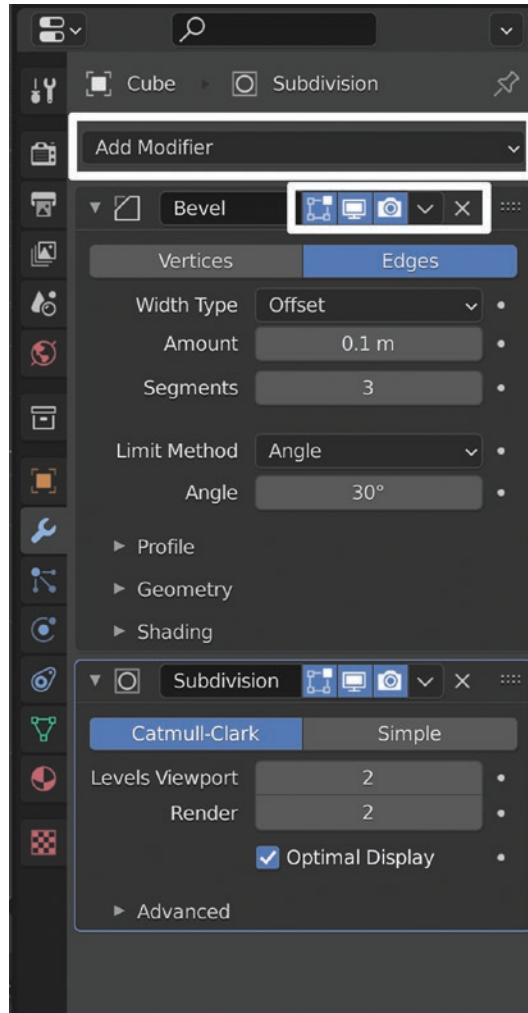 Cube Subdivision
Add Modifier
Bevel
Vertices Edges
Width Type Offset
Amount 0.1 m
Segments 3
Limit Method Angle
Angle 30°
Profile
Geometry
Shading
Subdivision
Catmull-Clark Simple
Levels Viewport 2
Render 2
Optimal Display
Advanced